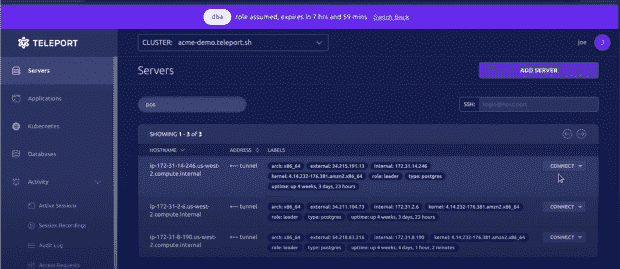 dba role assumed, expires in 7 hrs and 59 mins Switch Back
TELEPORT
CLUSTER: acme-demo.teleport.sh
joe J
Servers
Servers
ADD SERVER
Applications
pos
SSH: login@host:port
Kubernetes
SHOWING 1 - 3 of 3
HOSTNAME ADDRESS LABELS
Databases
ip-172-31-14-246.us-west-2.compute.internal
⟵ tunnel
arch: x86_64 external: 34.215.191.13 internal: 172.31.14.246
kernel: 4.14.232-176.381.amzn2.x86_64 role: leader type: postgres
uptime: up 4 weeks, 3 days, 23 hours
CONNECT
Activity
Active Sessions
ip-172-31-2-6.us-west-2.compute.internal
⟵ tunnel
arch: x86_64 external: 34.211.104.73 internal: 172.31.2.6 kernel: 4.14.232-176.381.amzn2.x86_64
role: leader type: postgres uptime: up 4 weeks, 3 days, 23 hours
CONNECT
Session Recordings
Audit Log
ip-172-31-8-190.us-west-2.compute.internal
⟵ tunnel
arch: x86_64 external: 34.218.63.216 internal: 172.31.8.190 kernel: 4.14.232-176.381.amzn2.x86_64
role: leader type: postgres uptime: up 4 weeks, 4 days, 1 hour, 2 minutes
CONNECT
Access Requests